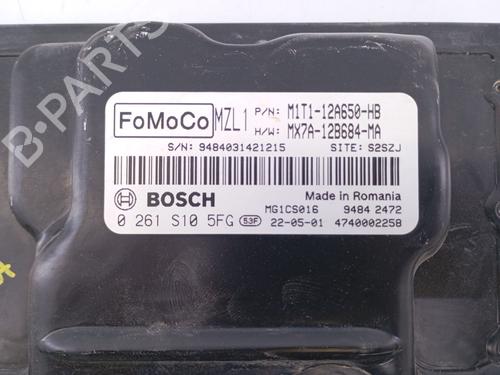 B-PARTS
FoMoCo MZL1 P/N: M1T1-12A650-HB
H/W: MX7A-12B684-MA
S/N: 9484031421215 SITE: S2SZJ
BOSCH Made in Romania
MG1CS016 9484 2472
0 261 S10 5FG 53F 22-05-01 4740002258